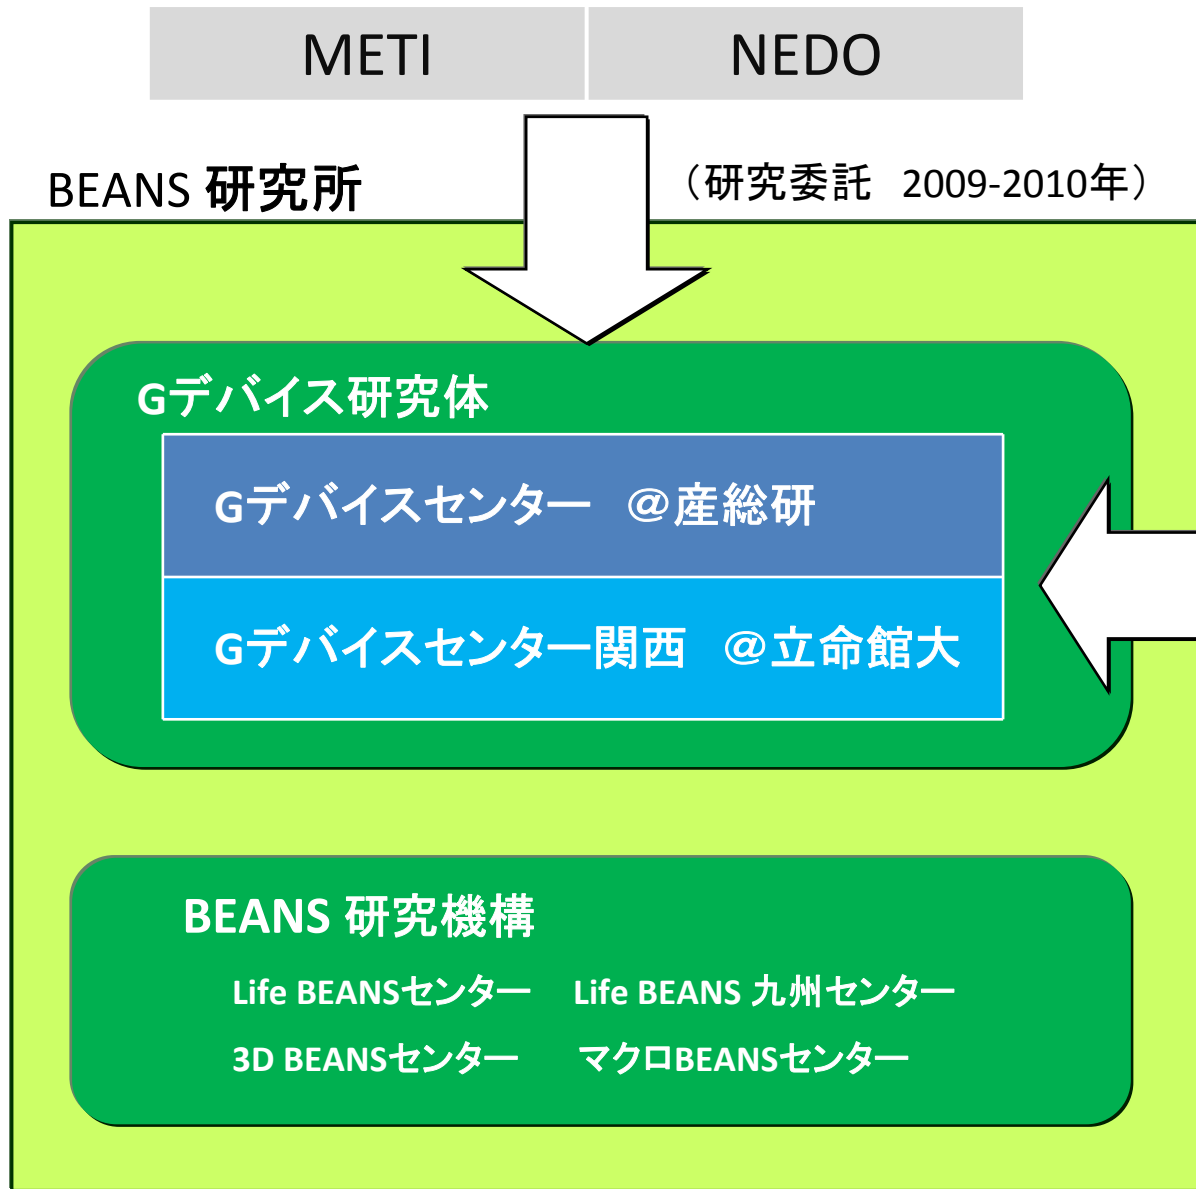 METI NEDO
BEANS 研究所 （研究委託　2009-2010年）
Gデバイス研究体
Gデバイスセンター　＠産総研
Gデバイスセンター関西　＠立命館大
BEANS 研究機構
Life BEANSセンター　Life BEANS 九州センター
3D BEANSセンター　マクロBEANSセンター